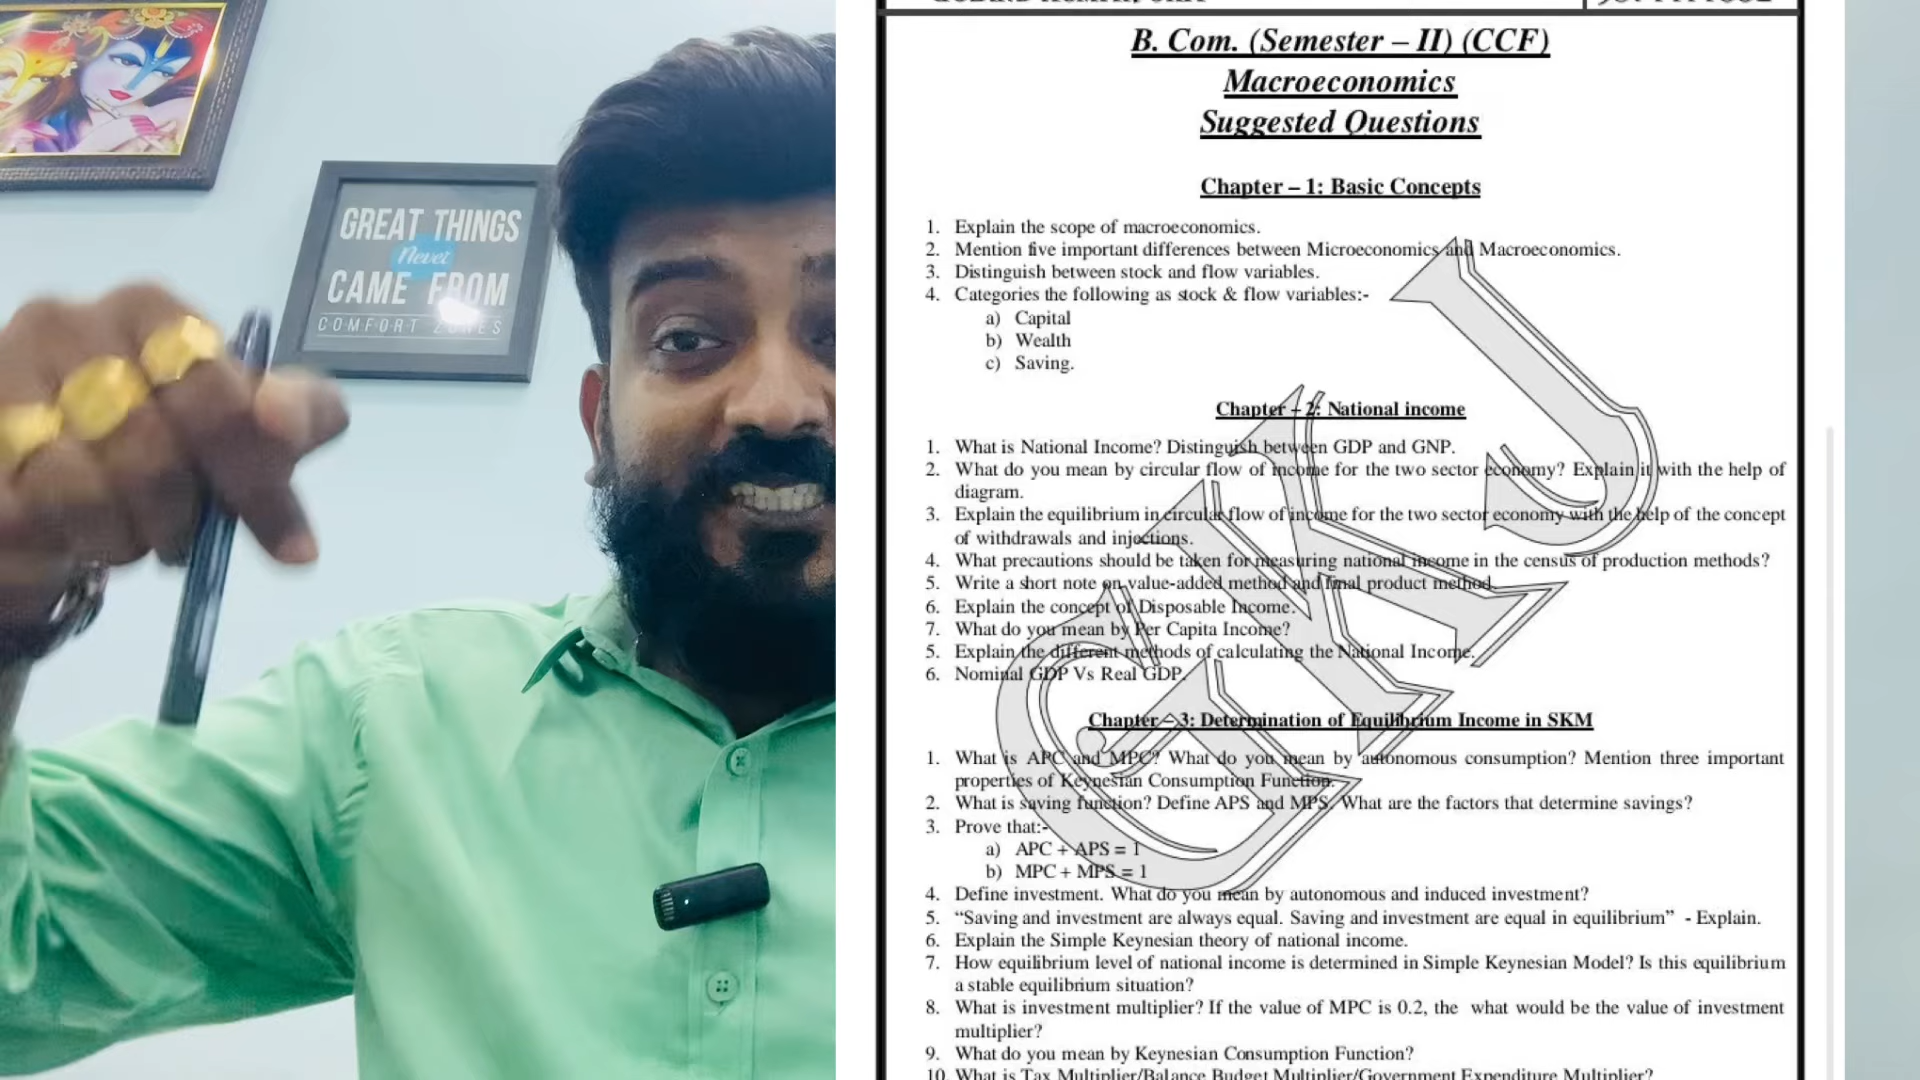 GREAT THINGS
Never
CAME FROM
COMFORT ZONES
B. Com. (Semester – II) (CCF)
Macroeconomics
Suggested Questions
Chapter – 1: Basic Concepts
1. Explain the scope of macroeconomics.
2. Mention five important differences between Microeconomics and Macroeconomics.
3. Distinguish between stock and flow variables.
4. Categories the following as stock & flow variables:-
a) Capital
b) Wealth
c) Saving.
Chapter – 2: National income
1. What is National Income? Distinguish between GDP and GNP.
2. What do you mean by circular flow of income for the two sector economy? Explain it with the help of
diagram.
3. Explain the equilibrium in circular flow of income for the two sector economy with the help of the concept
of withdrawals and injections.
4. What precautions should be taken for measuring national income in the census of production methods?
5. Write a short note on value-added method and final product method.
6. Explain the concept of Disposable Income.
7. What do you mean by Per Capita Income?
5. Explain the different methods of calculating the National Income.
6. Nominal GDP Vs Real GDP.
Chapter – 3: Determination of Equilibrium Income in SKM
1. What is APC and MPC? What do you mean by autonomous consumption? Mention three important
properties of Keynesian Consumption Function.
2. What is saving function? Define APS and MPS. What are the factors that determine savings?
3. Prove that:-
a) APC + APS = 1
b) MPC + MPS = 1
4. Define investment. What do you mean by autonomous and induced investment?
5. “Saving and investment are always equal. Saving and investment are equal in equilibrium” - Explain.
6. Explain the Simple Keynesian theory of national income.
7. How equilibrium level of national income is determined in Simple Keynesian Model? Is this equilibrium
a stable equilibrium situation?
8. What is investment multiplier? If the value of MPC is 0.2, the what would be the value of investment
multiplier?
9. What do you mean by Keynesian Consumption Function?
10. What is Tax Multiplier/Balance Budget Multiplier/Government Expenditure Multiplier?
GKJ